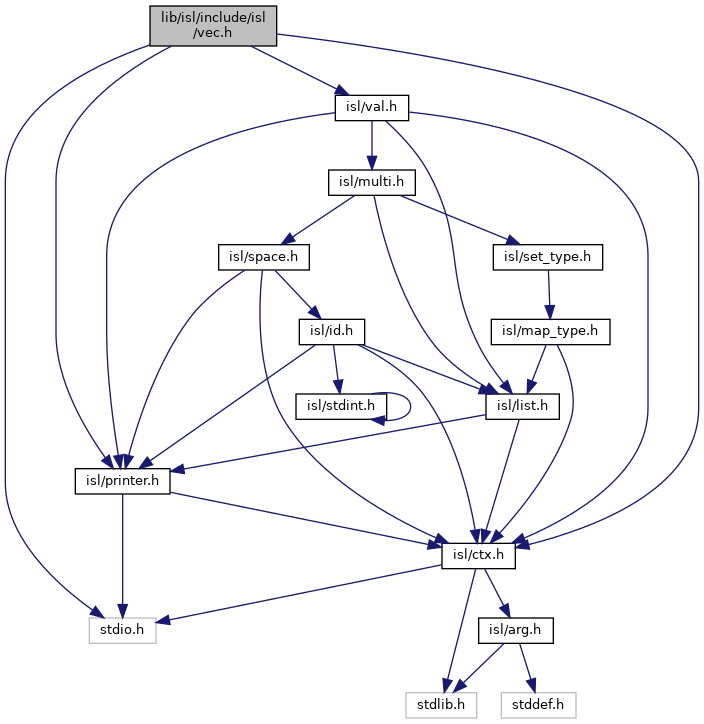 lib/isl/include/isl
/vec.h
isl/val.h
isl/multi.h
isl/space.h
isl/set_type.h
isl/id.h
isl/map_type.h
isl/stdint.h
isl/list.h
isl/printer.h
isl/ctx.h
stdio.h
isl/arg.h
stdlib.h
stddef.h